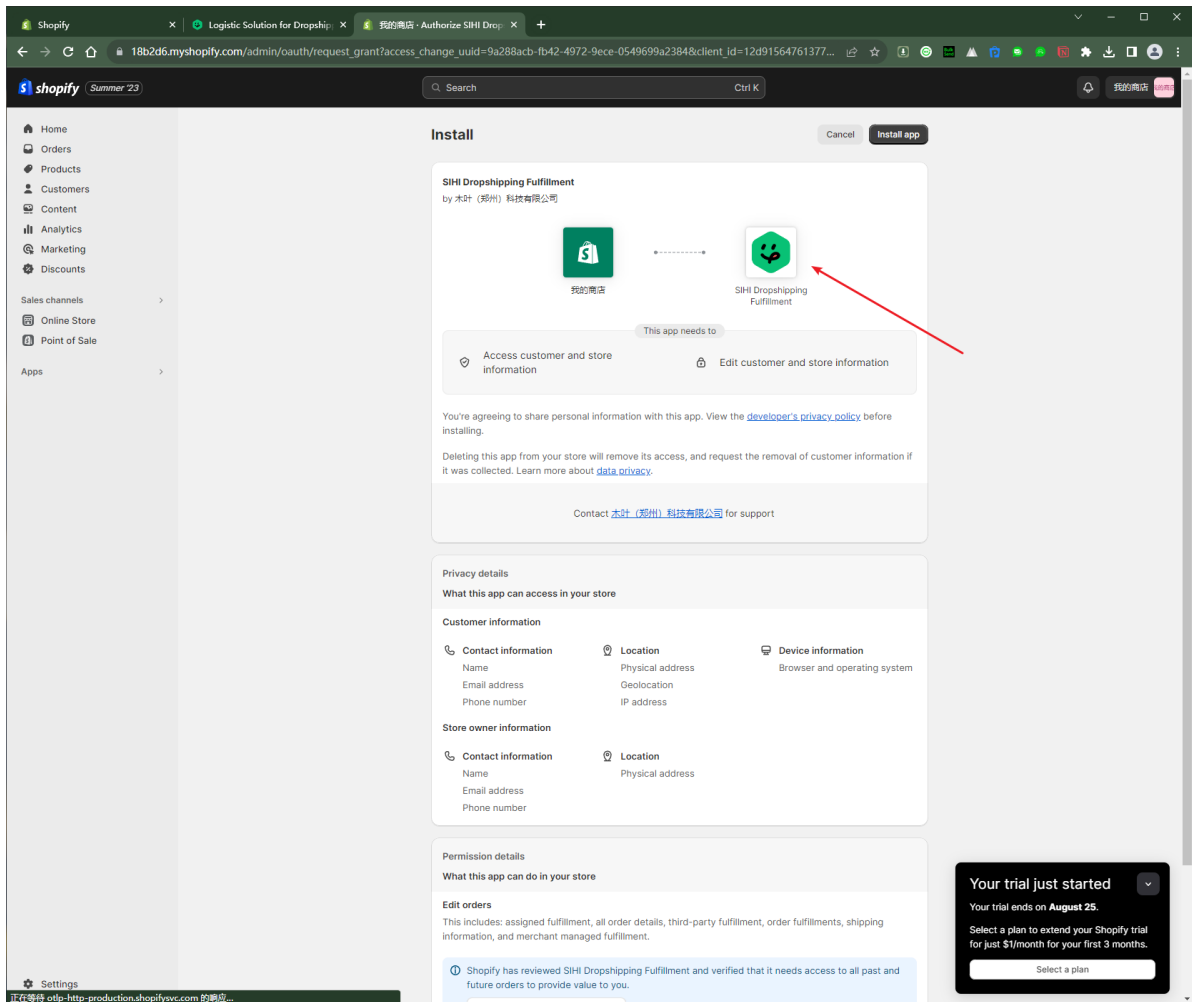 Shopify
Logistic Solution for Dropship
我的商店 · Authorize SIHI Drop
18b2d6.myshopify.com/admin/oauth/request_grant?access_change_uuid=9a288acb-fb42-4972-9ece-0549699a2384&client_id=12d91564761377...
shopify
Summer '23
Search
Ctrl K
我的商店
Home
Orders
Products
Customers
Content
Analytics
Marketing
Discounts
Sales channels
Online Store
Point of Sale
Apps
Settings
Install
Cancel
Install app
SIHI Dropshipping Fulfillment
by 木叶（郑州）科技有限公司
我的商店
SIHI Dropshipping
Fulfillment
This app needs to
Access customer and store
information
Edit customer and store information
You're agreeing to share personal information with this app. View the developer's privacy policy before
installing.
Deleting this app from your store will remove its access, and request the removal of customer information if
it was collected. Learn more about data privacy.
Contact 木叶（郑州）科技有限公司 for support
Privacy details
What this app can access in your store
Customer information
Contact information
Name
Email address
Phone number
Location
Physical address
Geolocation
IP address
Device information
Browser and operating system
Store owner information
Contact information
Name
Email address
Phone number
Location
Physical address
Permission details
What this app can do in your store
Edit orders
This includes: assigned fulfillment, all order details, third-party fulfillment, order fulfillments, shipping
information, and merchant managed fulfillment.
Shopify has reviewed SIHI Dropshipping Fulfillment and verified that it needs access to all past and
future orders to provide value to you.
Your trial just started
Your trial ends on August 25.
Select a plan to extend your Shopify trial
for just $1/month for your first 3 months.
Select a plan
正在等待 otlp-http-production.shopifysvc.com 的响应...